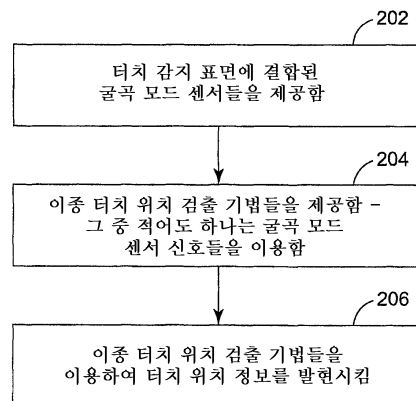 202
터치 감지 표면에 결합된
굴곡 모드 센서들을 제공함
204
이종 터치 위치 검출 기법들을 제공함 –
그 중 적어도 하나는 굴곡 모드
센서 신호들을 이용함
206
이종 터치 위치 검출 기법들을
이용하여 터치 위치 정보를 발현시킴